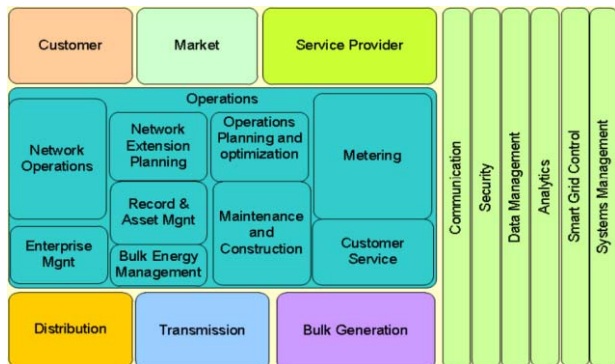 Customer
Market
Service Provider
Operations
Network
Operations
Network
Extension
Planning
Operations
Planning and
optimization
Metering
Record &
Asset Mgnt
Maintenance
and
Construction
Enterprise
Mgnt
Bulk Energy
Management
Customer
Service
Distribution
Transmission
Bulk Generation
Communication
Security
Data Management
Analytics
Smart Grid Control
Systems Management